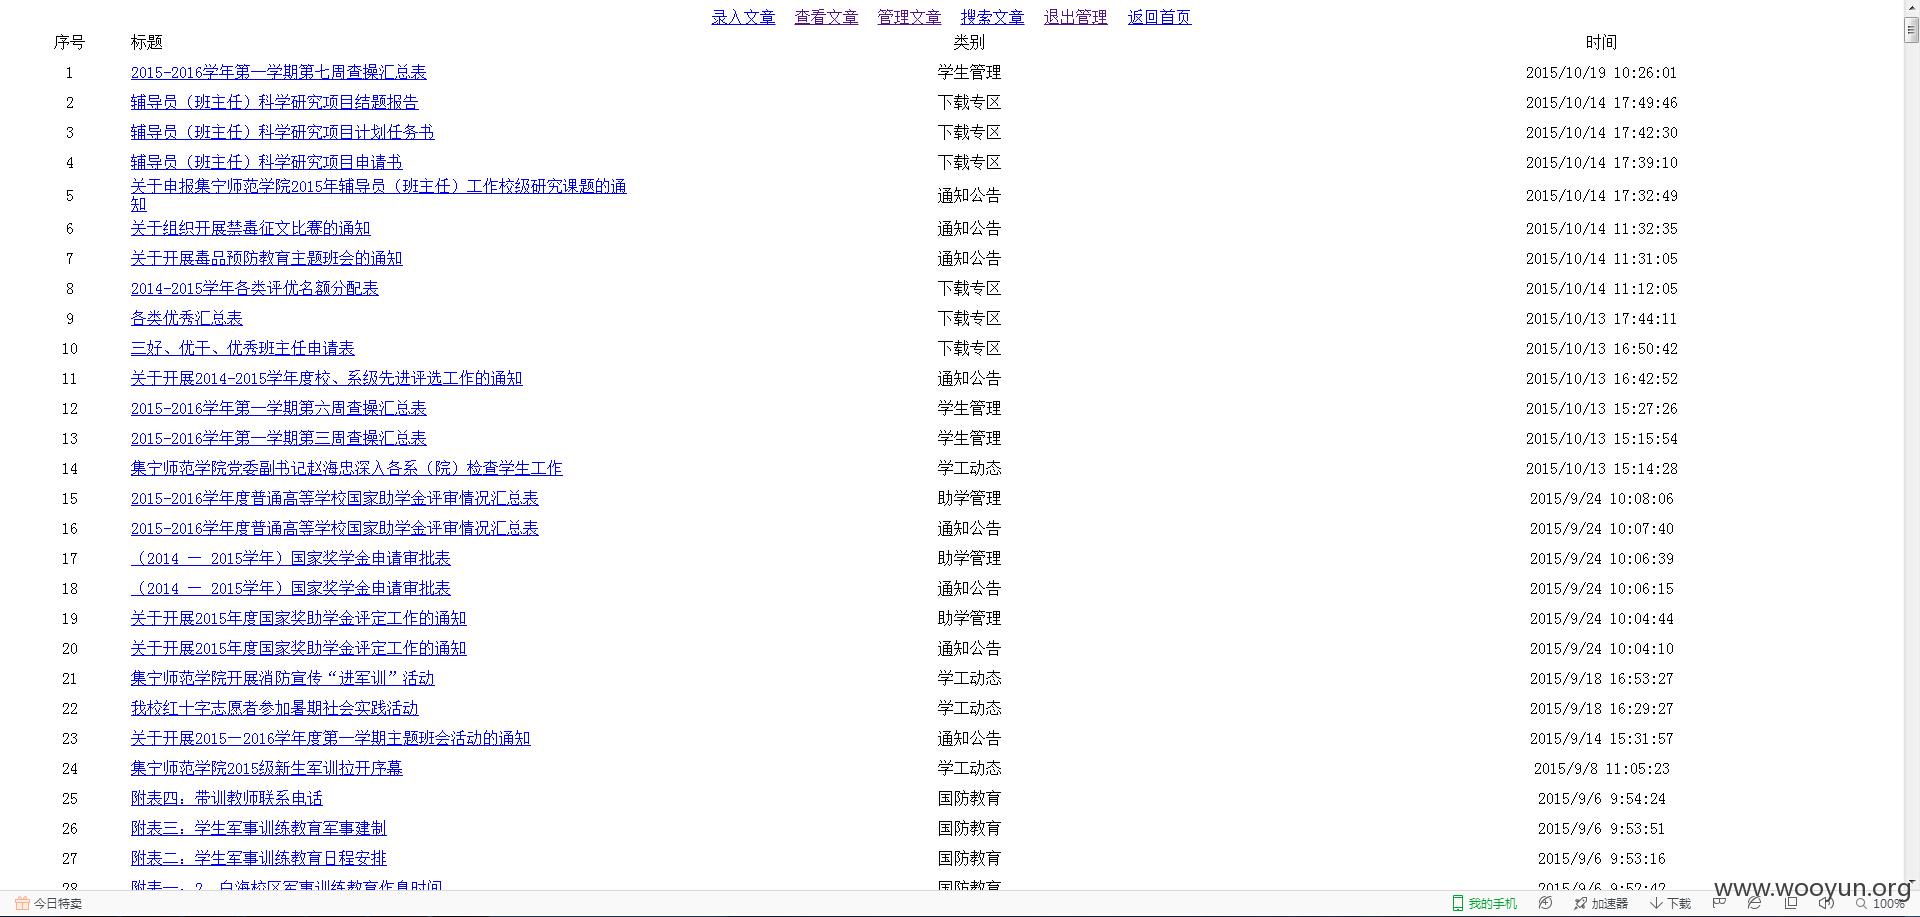 录入文章 查看文章 管理文章 搜索文章 退出管理 返回首页
序号 标题 类别 时间
1 2015-2016学年第一学期第七周查操汇总表 学生管理 2015/10/19 10:26:01
2 辅导员（班主任）科学研究项目结题报告 下载专区 2015/10/14 17:49:46
3 辅导员（班主任）科学研究项目计划任务书 下载专区 2015/10/14 17:42:30
4 辅导员（班主任）科学研究项目申请书 下载专区 2015/10/14 17:39:10
5 关于申报集宁师范学院2015年辅导员（班主任）工作校级研究课题的通 通知公告 2015/10/14 17:32:49
知
6 关于组织开展禁毒征文比赛的通知 通知公告 2015/10/14 11:32:35
7 关于开展毒品预防教育主题班会的通知 通知公告 2015/10/14 11:31:05
8 2014-2015学年各类评优名额分配表 下载专区 2015/10/14 11:12:05
9 各类优秀汇总表 下载专区 2015/10/13 17:44:11
10 三好、优干、优秀班主任申请表 下载专区 2015/10/13 16:50:42
11 关于开展2014-2015学年度校、系级先进评选工作的通知 通知公告 2015/10/13 16:42:52
12 2015-2016学年第一学期第六周查操汇总表 学生管理 2015/10/13 15:27:26
13 2015-2016学年第一学期第三周查操汇总表 学生管理 2015/10/13 15:15:54
14 集宁师范学院党委副书记赵海忠深入各系（院）检查学生工作 学工动态 2015/10/13 15:14:28
15 2015-2016学年度普通高等学校国家助学金评审情况汇总表 助学管理 2015/9/24 10:08:06
16 2015-2016学年度普通高等学校国家助学金评审情况汇总表 通知公告 2015/9/24 10:07:40
17 （2014 — 2015学年）国家奖学金申请审批表 助学管理 2015/9/24 10:06:39
18 （2014 — 2015学年）国家奖学金申请审批表 通知公告 2015/9/24 10:06:15
19 关于开展2015年度国家奖助学金评定工作的通知 助学管理 2015/9/24 10:04:44
20 关于开展2015年度国家奖助学金评定工作的通知 通知公告 2015/9/24 10:04:10
21 集宁师范学院开展消防宣传“进军训”活动 学工动态 2015/9/18 16:53:27
22 我校红十字志愿者参加暑期社会实践活动 学工动态 2015/9/18 16:29:27
23 关于开展2015—2016学年度第一学期主题班会活动的通知 通知公告 2015/9/14 15:31:57
24 集宁师范学院2015级新生军训拉开序幕 学工动态 2015/9/8 11:05:23
25 附表四：带训教师联系电话 国防教育 2015/9/6 9:54:24
26 附表三：学生军事训练教育军事建制 国防教育 2015/9/6 9:53:51
27 附表二：学生军事训练教育日程安排 国防教育 2015/9/6 9:53:16
28 附表一：2、白海校区军事训练教育作息时间 国防教育 2015/9/6 9:52:42
www.wooyun.org
今日特卖 我的手机 加速器 下载 100%